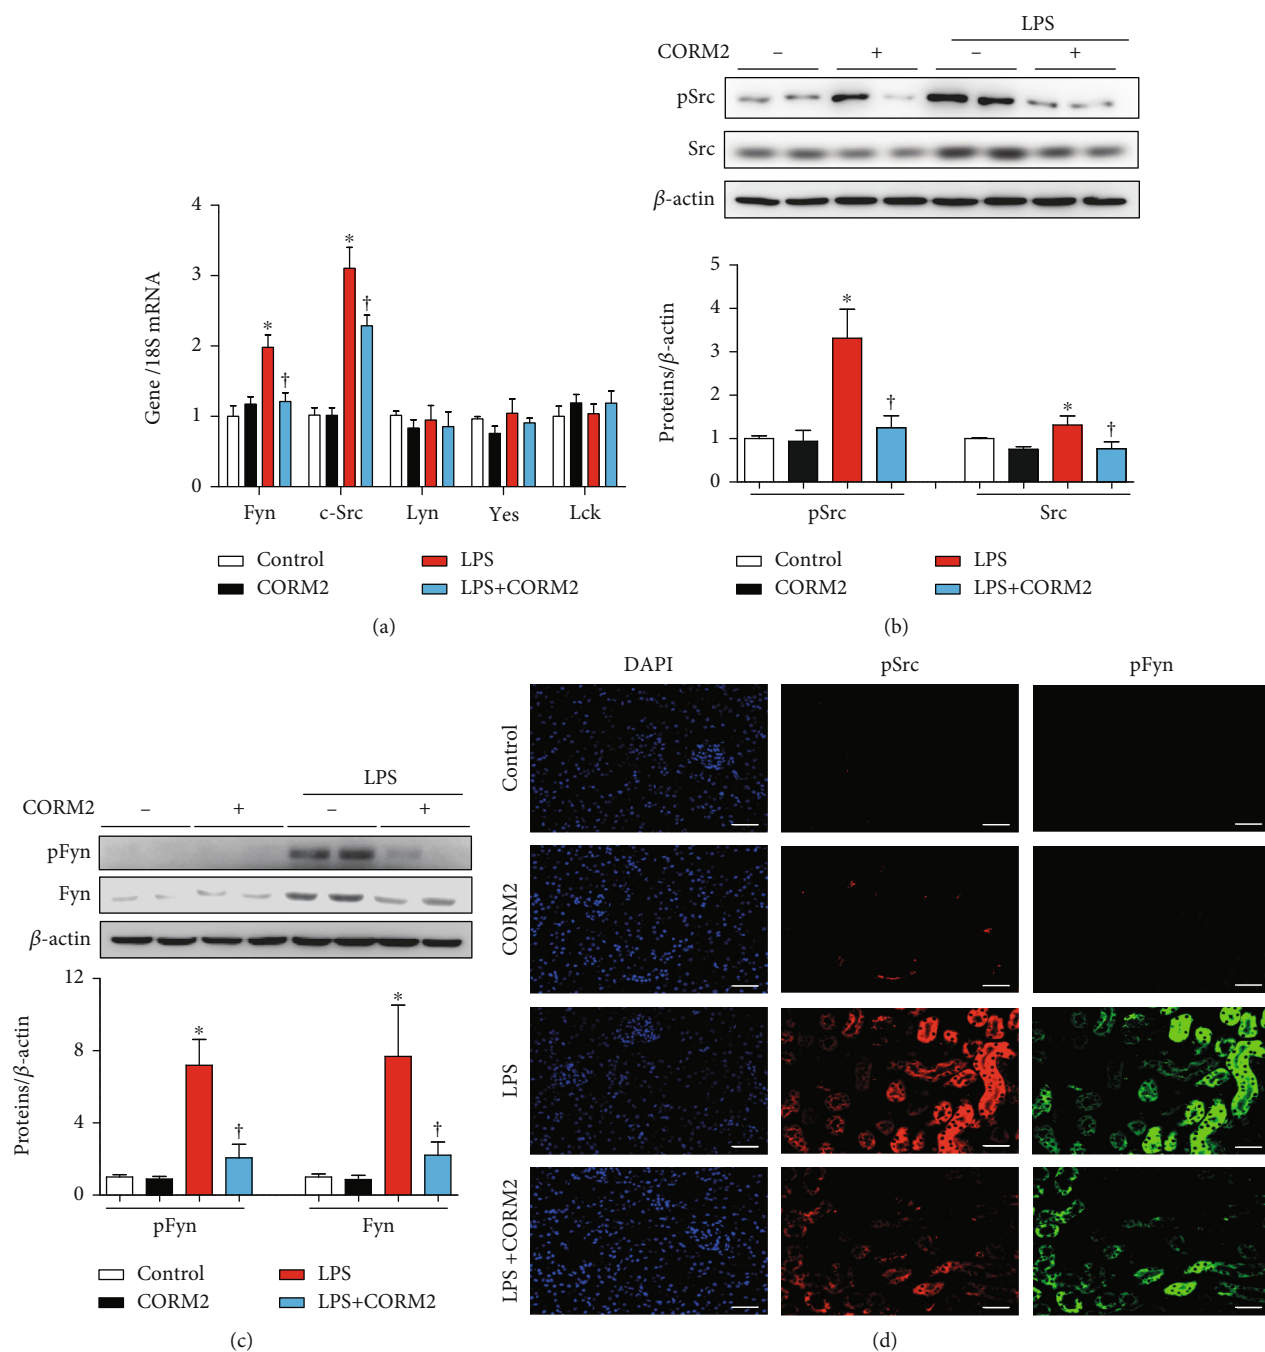 4
3
2
1
0
Gene /18S mRNA
*
†
*
†
Fyn
c-Src
Lyn
Yes
Lck
Control
LPS
CORM2
LPS+CORM2
(a)
LPS
CORM2
–
+
–
+
pSrc
Src
β-actin
5
4
3
2
1
0
Proteins/β-actin
*
†
*
†
pSrc
Src
Control
LPS
CORM2
LPS+CORM2
(b)
LPS
CORM2
–
+
–
+
pFyn
Fyn
β-actin
12
8
4
0
Proteins/β-actin
*
†
*
†
pFyn
Fyn
Control
LPS
CORM2
LPS+CORM2
(c)
DAPI
pSrc
pFyn
Control
CORM2
LPS
LPS +CORM2
(d)